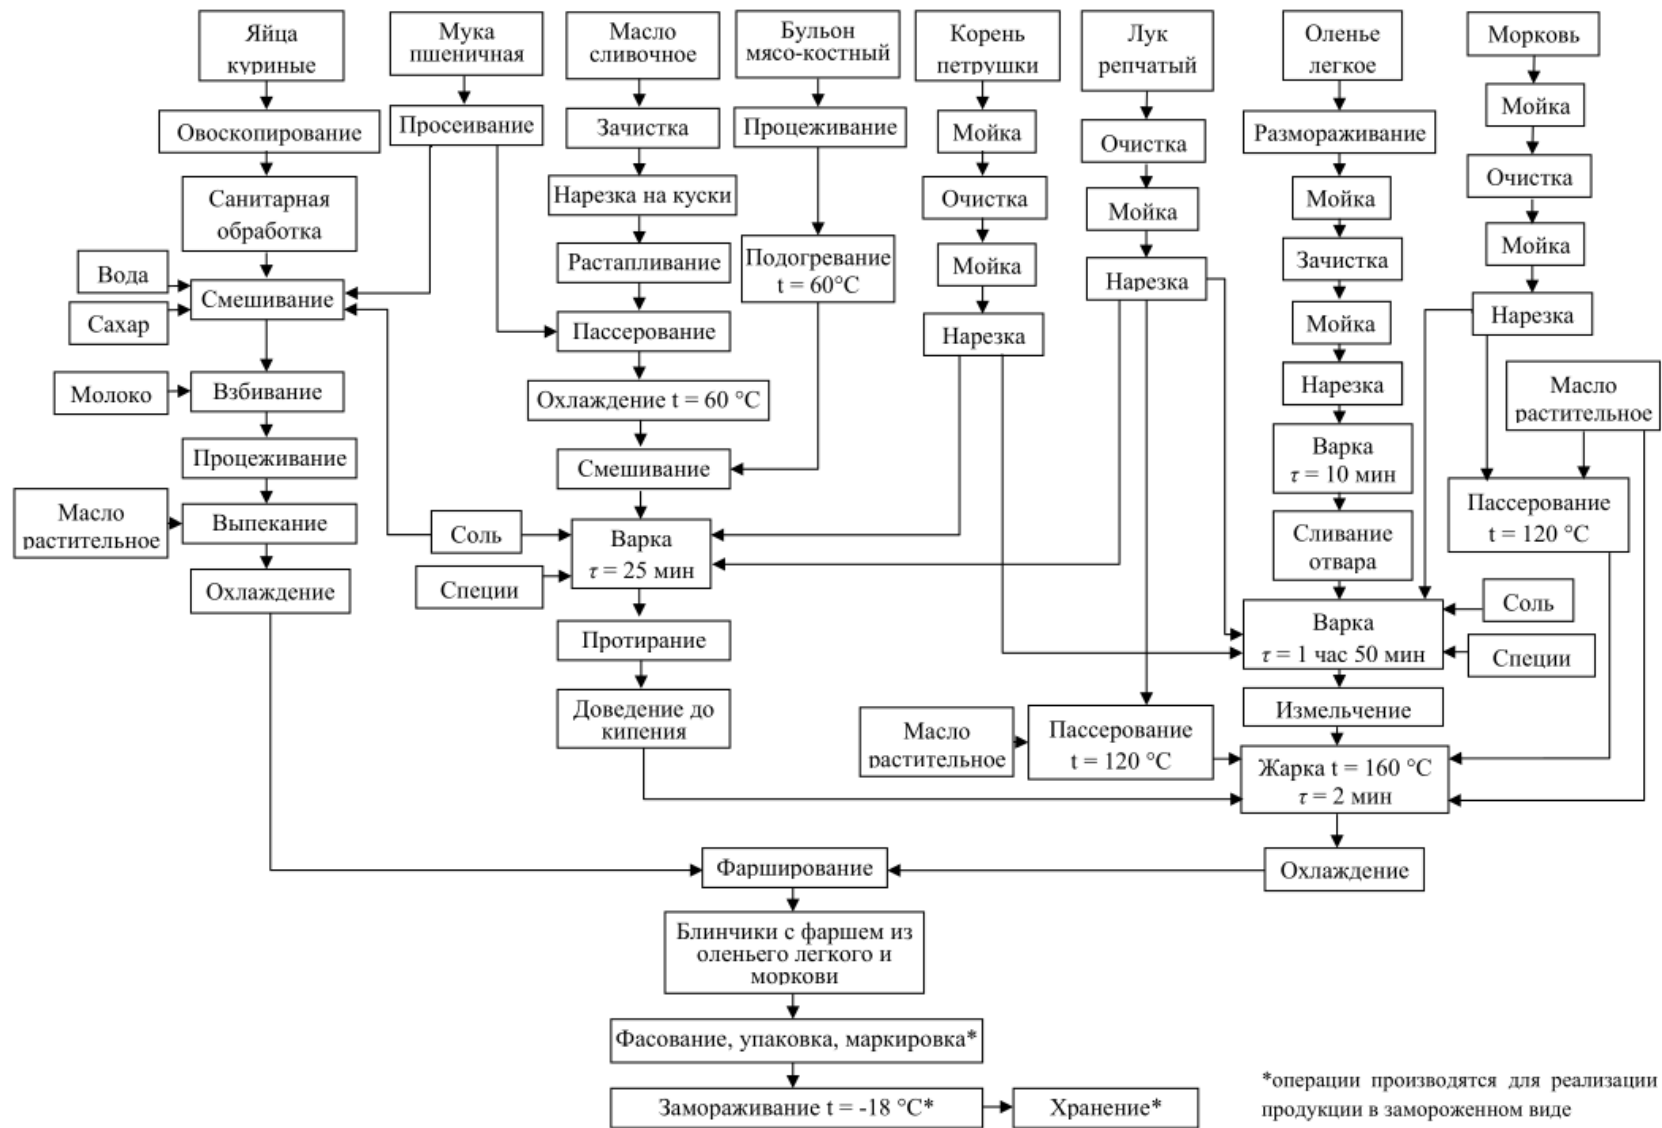 Яйца
куриные
Мука
пшеничная
Масло
сливочное
Бульон
мясо-костный
Корень
петрушки
Лук
репчатый
Оленье
легкое
Морковь
Овоскопирование
Просеивание
Зачистка
Процеживание
Мойка
Очистка
Размораживание
Мойка
Санитарная
обработка
Нарезка на куски
Очистка
Мойка
Мойка
Очистка
Вода
Сахар
Смешивание
Растапливание
Подогревание
t = 60°C
Мойка
Нарезка
Зачистка
Мойка
Пассерование
Нарезка
Мойка
Нарезка
Молоко
Взбивание
Охлаждение t = 60 °C
Нарезка
Масло
растительное
Процеживание
Смешивание
Варка
τ = 10 мин
Пассерование
t = 120 °C
Масло
растительное
Выпекание
Соль
Варка
τ = 25 мин
Сливание
отвара
Охлаждение
Специи
Варка
τ = 1 час 50 мин
Соль
Специи
Протирание
Доведение до
кипения
Масло
растительное
Пассерование
t = 120 °C
Измельчение
Жарка t = 160 °C
τ = 2 мин
Фарширование
Охлаждение
Блинчики с фаршем из
оленьего легкого и
моркови
Фасование, упаковка, маркировка*
Замораживание t = -18 °C*
Хранение*
*операции производятся для реализации
продукции в замороженном виде